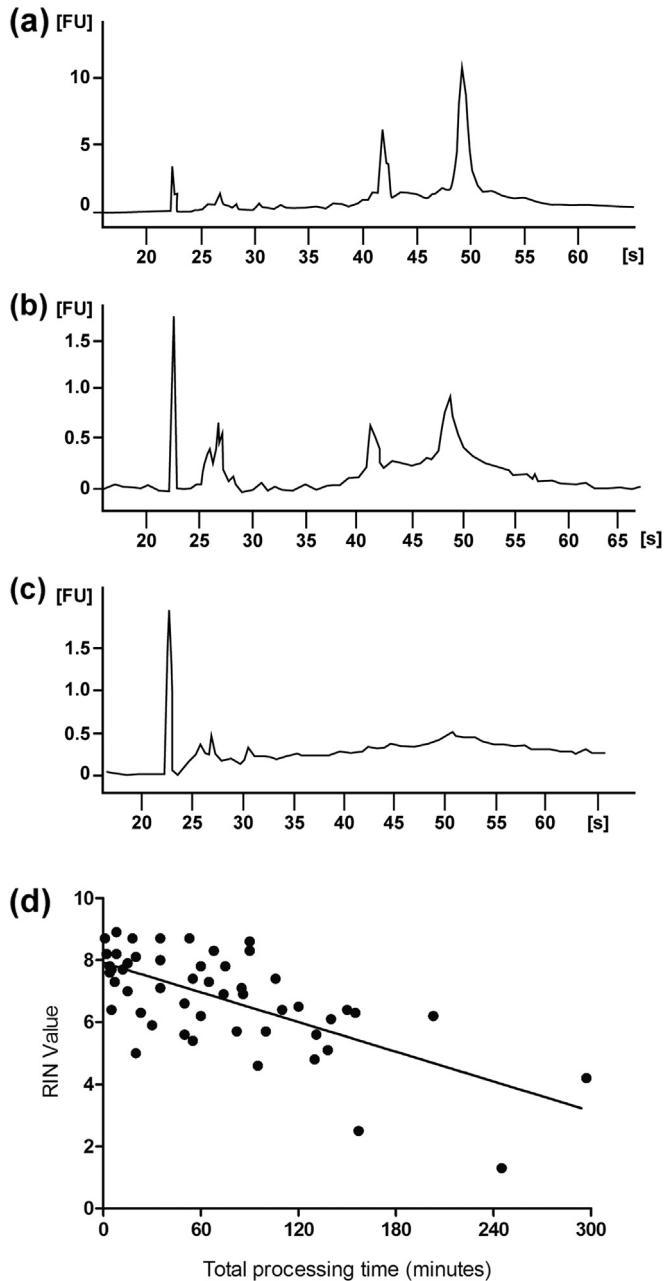 (a) [FU]
10
5
0
20 25 30 35 40 45 50 55 60 [s]
(b) [FU]
1.5
1.0
0.5
0
20 25 30 35 40 45 50 55 60 65 [s]
(c) [FU]
1.5
1.0
0.5
0
20 25 30 35 40 45 50 55 60 [s]
(d)
10
8
6
4
2
0
RIN Value
0 60 120 180 240 300
Total processing time (minutes)